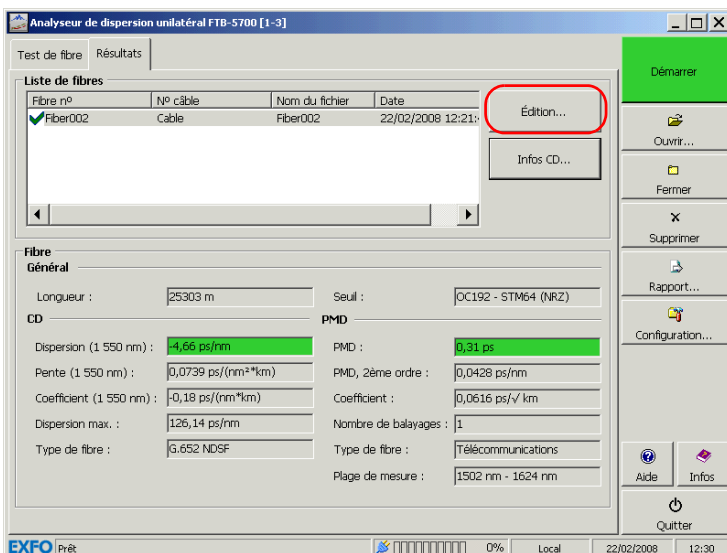 Analyseur de dispersion unilatéral FTB-5700 [1-3]
Test de fibre
Résultats
Liste de fibres
Fibre nº
Nº câble
Nom du fichier
Date
Fiber002
Cable
Fiber002
22/02/2008 12:21:
Édition...
Infos CD...
Fibre
Général
Longueur :
25303 m
Seuil :
OC192 - STM64 (NRZ)
CD
PMD
Dispersion (1 550 nm) :
-4,66 ps/nm
PMD :
0,31 ps
Pente (1 550 nm) :
0,0739 ps/(nm²*km)
PMD, 2ème ordre :
0,0428 ps/nm
Coefficient (1 550 nm) :
-0,18 ps/(nm*km)
Coefficient :
0,0616 ps/√ km
Dispersion max. :
126,14 ps/nm
Nombre de balayages :
1
Type de fibre :
G.652 NDSF
Type de fibre :
Télécommunications
Plage de mesure :
1502 nm - 1624 nm
Démarrer
Ouvrir...
Fermer
Supprimer
Rapport...
Configuration...
Aide
Infos
Quitter
EXFO
Prêt
0%
Local
22/02/2008
12:30